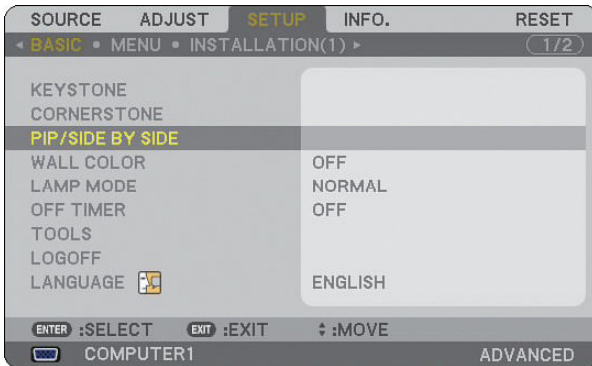 SOURCE ADJUST SETUP INFO. RESET
BASIC • MENU • INSTALLATION(1) 1/2
KEYSTONE
CORNERSTONE
PIP/SIDE BY SIDE
WALL COLOR OFF
LAMP MODE NORMAL
OFF TIMER OFF
TOOLS
LOGOFF
LANGUAGE ENGLISH
ENTER :SELECT EXIT :EXIT :MOVE
COMPUTER1 ADVANCED